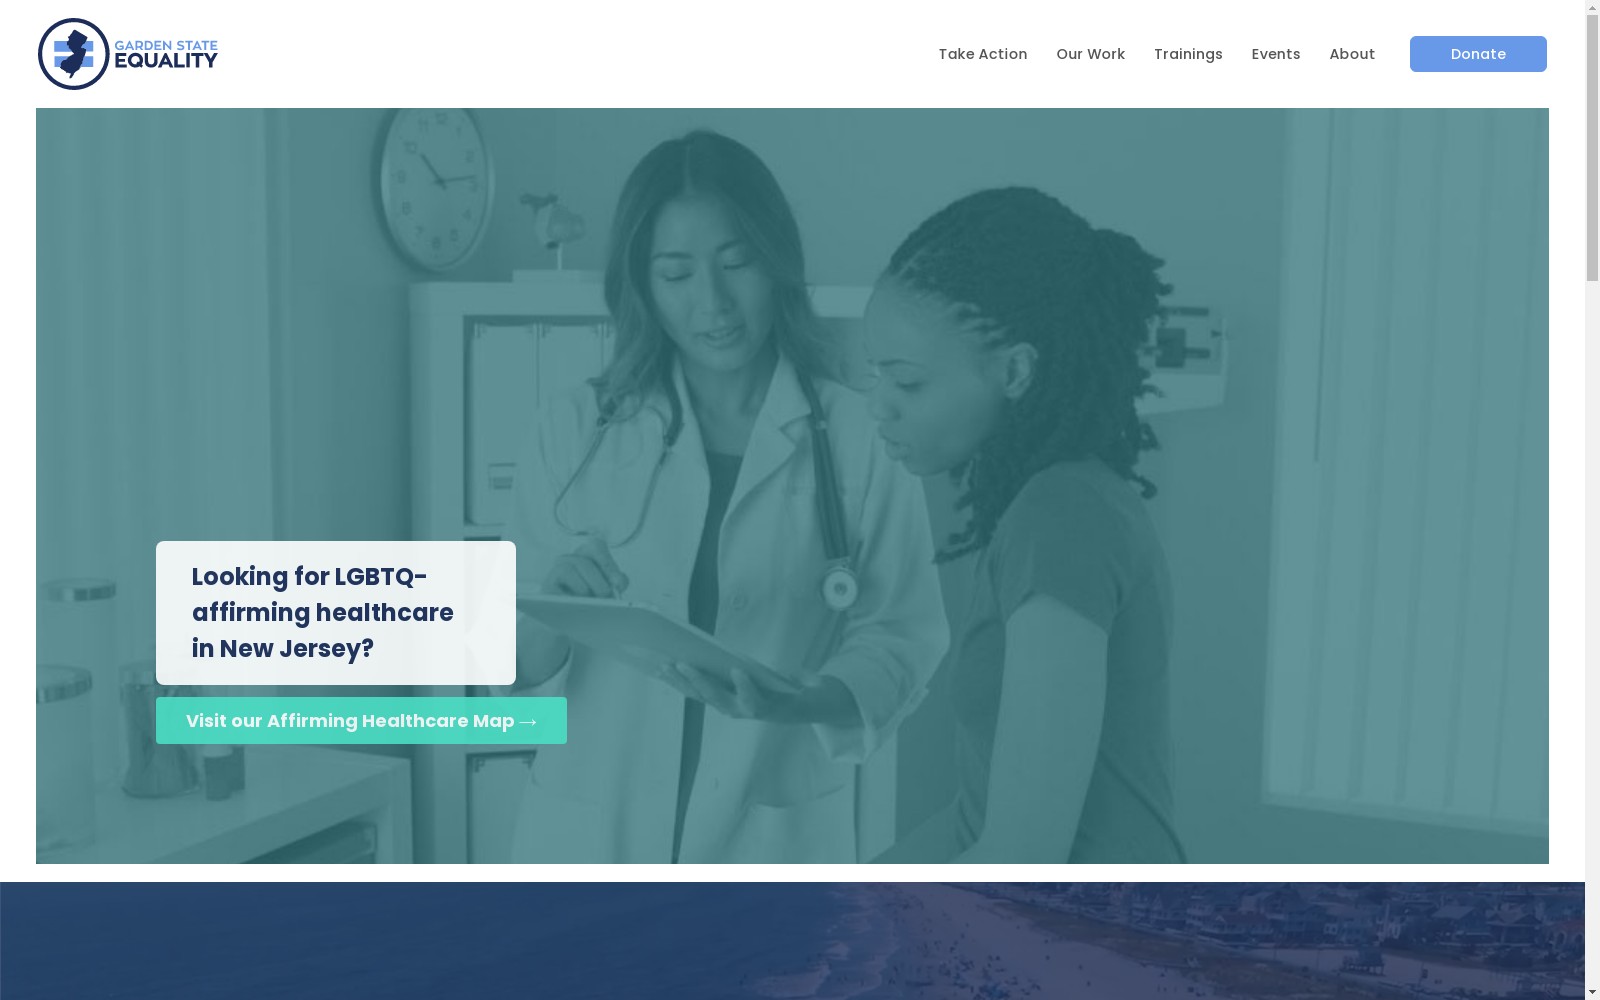 GARDEN STATE
EQUALITY
Take Action
Our Work
Trainings
Events
About
Donate
Looking for LGBTQ-
affirming healthcare
in New Jersey?
Visit our Affirming Healthcare Map →